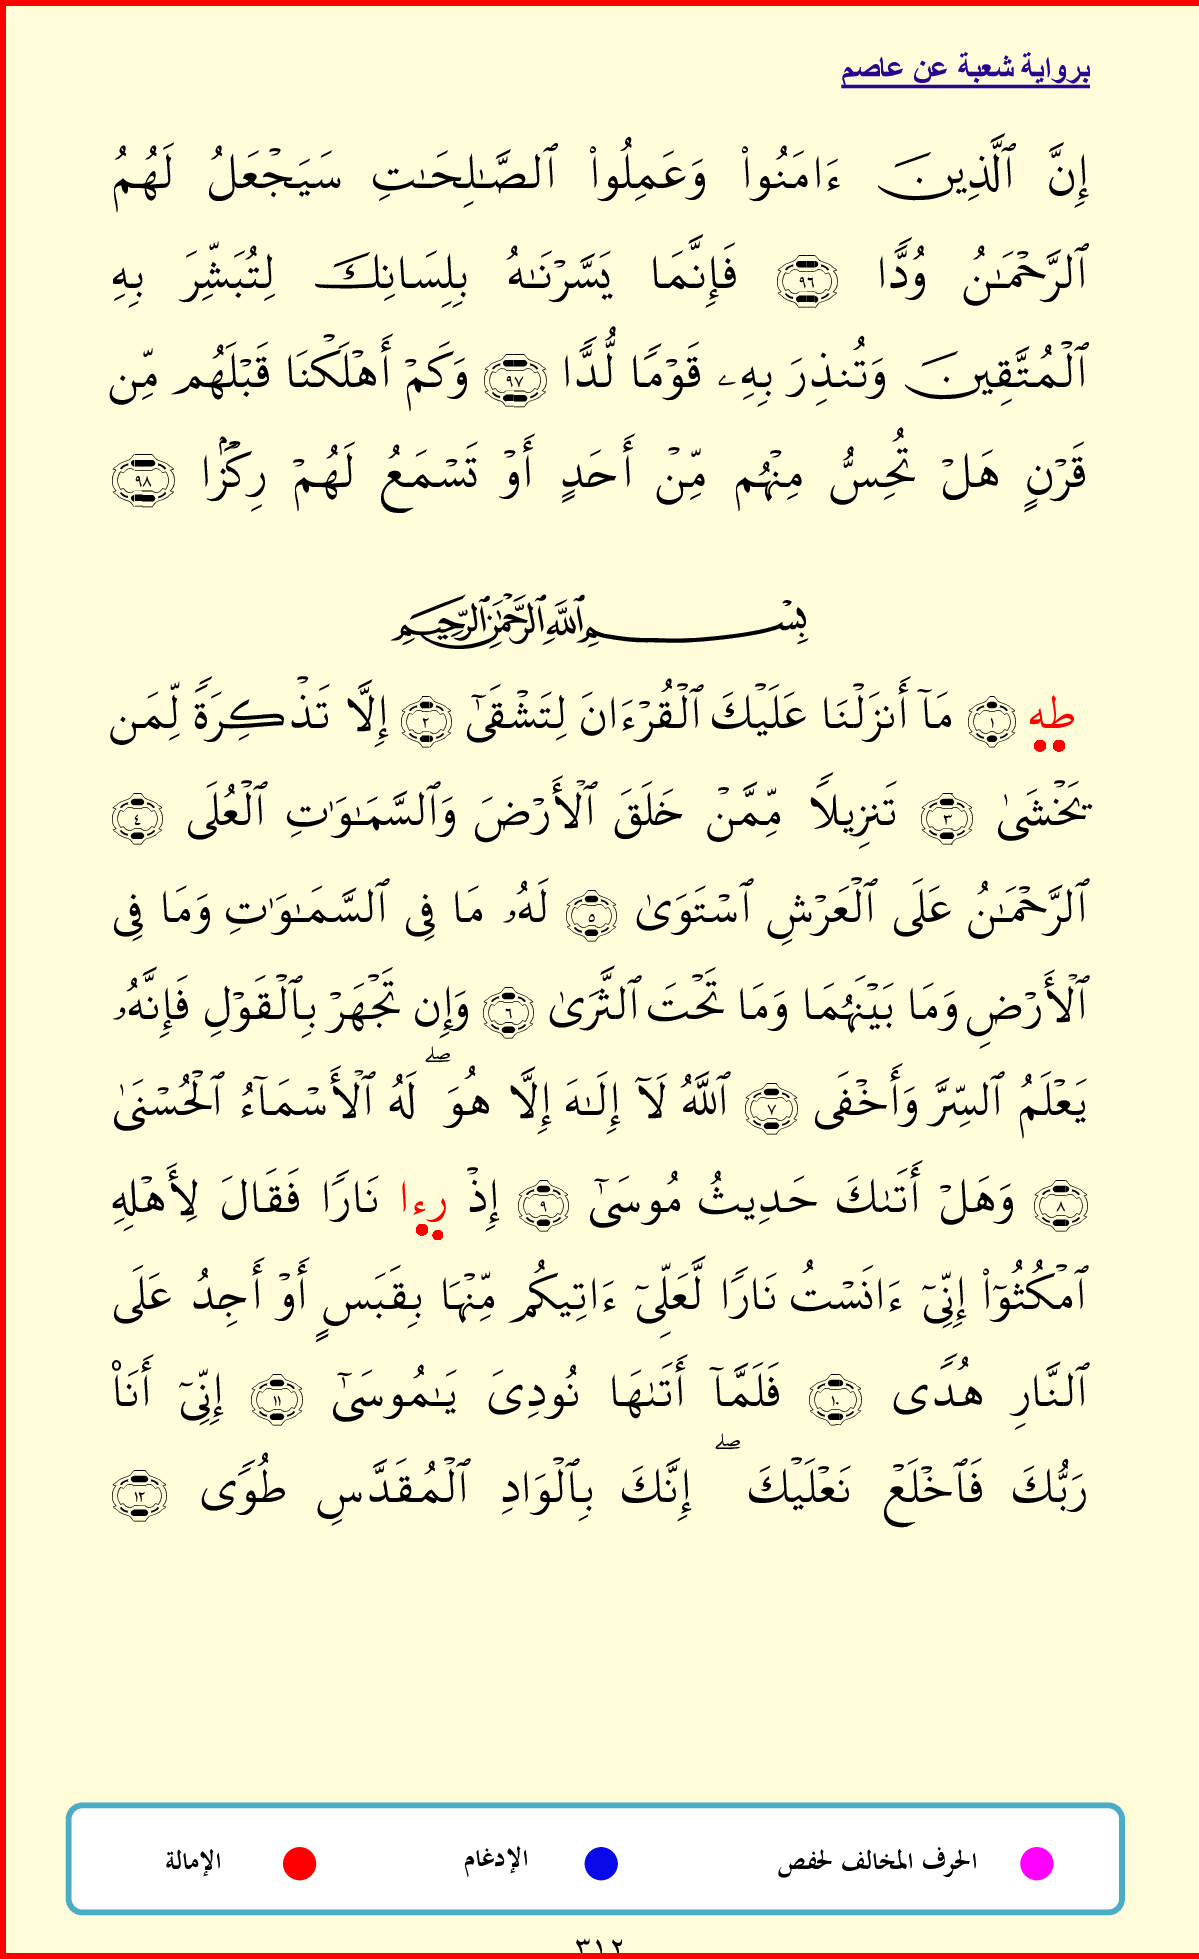 برواية شعبة عن عاصم
إِنَّ ٱلَّذِينَ ءَامَنُوا۟ وَعَمِلُوا۟ ٱلصَّـٰلِحَـٰتِ سَيَجْعَلُ لَهُمُ
ٱلرَّحْمَـٰنُ وُدًّا ٩٦ فَإِنَّمَا يَسَّرْنَـٰهُ بِلِسَانِكَ لِتُبَشِّرَ بِهِ
ٱلْمُتَّقِينَ وَتُنذِرَ بِهِۦ قَوْمًا لُّدًّا ٩٧ وَكَمْ أَهْلَكْنَا قَبْلَهُم مِّن
قَرْنٍ هَلْ تُحِسُّ مِنْهُم مِّنْ أَحَدٍ أَوْ تَسْمَعُ لَهُمْ رِكْزًۢا ٩٨
بِسْمِ ٱللَّهِ ٱلرَّحْمَـٰنِ ٱلرَّحِيمِ
طه ١ مَآ أَنزَلْنَا عَلَيْكَ ٱلْقُرْءَانَ لِتَشْقَىٰٓ ٢ إِلَّا تَذْكِرَةً لِّمَن
يَخْشَىٰ ٣ تَنزِيلًا مِّمَّنْ خَلَقَ ٱلْأَرْضَ وَٱلسَّمَـٰوَٰتِ ٱلْعُلَى ٤
ٱلرَّحْمَـٰنُ عَلَى ٱلْعَرْشِ ٱسْتَوَىٰ ٥ لَهُۥ مَا فِى ٱلسَّمَـٰوَٰتِ وَمَا فِى
ٱلْأَرْضِ وَمَا بَيْنَهُمَا وَمَا تَحْتَ ٱلثَّرَىٰ ٦ وَإِن تَجْهَرْ بِٱلْقَوْلِ فَإِنَّهُۥ
يَعْلَمُ ٱلسِّرَّ وَأَخْفَى ٧ ٱللَّهُ لَآ إِلَـٰهَ إِلَّا هُوَ ۖ لَهُ ٱلْأَسْمَآءُ ٱلْحُسْنَىٰ
٨ وَهَلْ أَتَىٰكَ حَدِيثُ مُوسَىٰٓ ٩ إِذْ رءا نَارًا فَقَالَ لِأَهْلِهِ
ٱمْكُثُوٓا۟ إِنِّىٓ ءَانَسْتُ نَارًا لَّعَلِّىٓ ءَاتِيكُم مِّنْهَا بِقَبَسٍ أَوْ أَجِدُ عَلَى
ٱلنَّارِ هُدًى ١٠ فَلَمَّآ أَتَىٰهَا نُودِىَ يَـٰمُوسَىٰٓ ١١ إِنِّىٓ أَنَا۠
رَبُّكَ فَٱخْلَعْ نَعْلَيْكَ ۖ إِنَّكَ بِٱلْوَادِ ٱلْمُقَدَّسِ طُوًى ١٢
الحرف المخالف لحفص الإدغام الإمالة
٣١٢